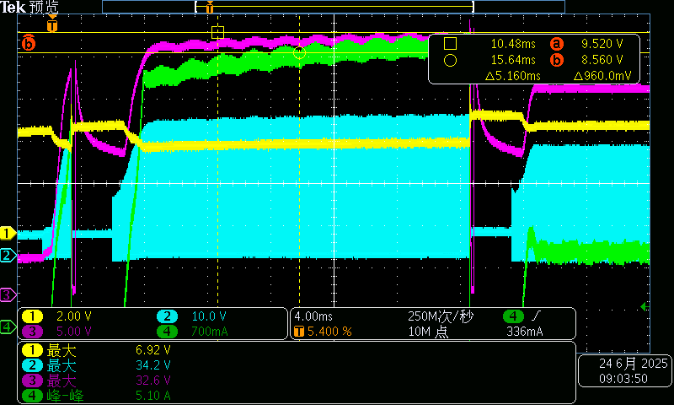 Tek 预览
T
T
b
10.48ms a 9.520 V
15.64ms b 8.560 V
Δ5.160ms Δ960.0mV
1
2
3
4
1 2.00 V 2 10.0 V
3 5.00 V 4 700mA
4.00ms 250M次/秒 4
T 5.400 % 10M 点 336mA
1 最大 6.92 V
2 最大 34.2 V
3 最大 32.6 V
4 峰-峰 5.10 A
24 6月 2025
09:03:50